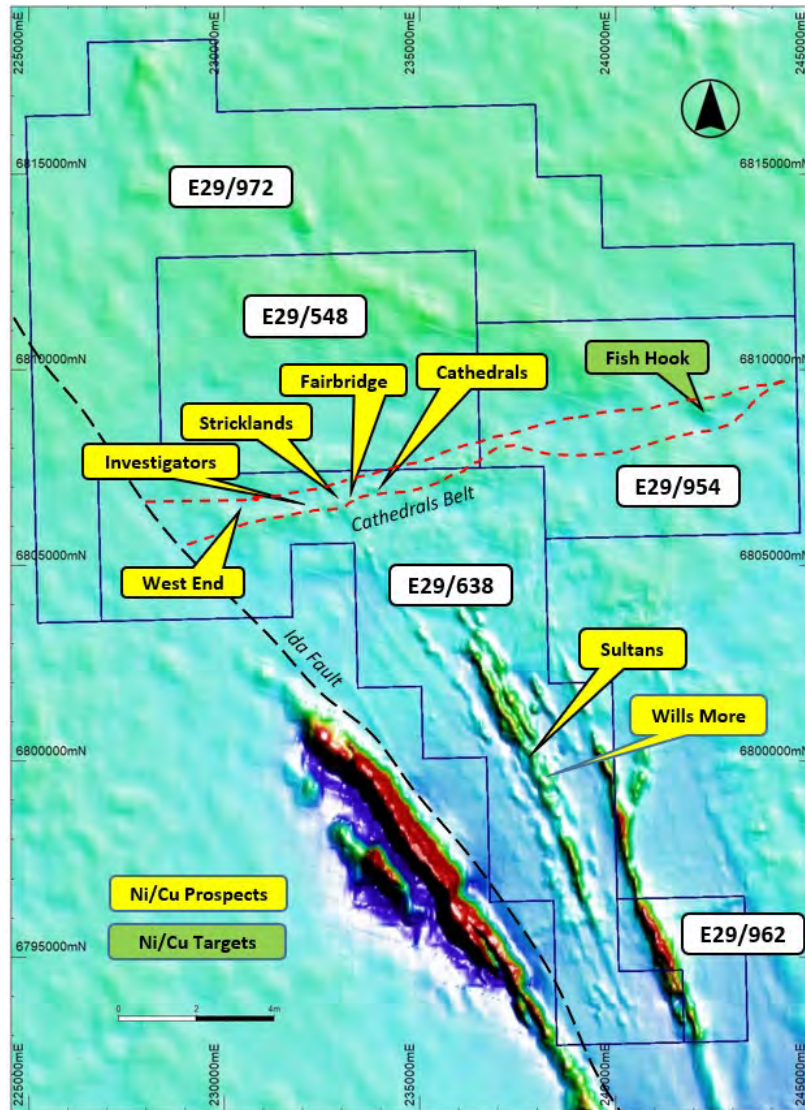 225000mE
230000mE
235000mE
240000mE
245000mE
6815000mN
6815000mN
E29/972
E29/548
6810000mN
6810000mN
Fish Hook
Cathedrals
Fairbridge
Stricklands
Investigators
E29/954
Cathedrals Belt
6805000mN
6805000mN
West End
E29/638
Ida Fault
Sultans
Wills More
6800000mN
6800000mN
Ni/Cu Prospects
Ni/Cu Targets
E29/962
6795000mN
6795000mN
0 2 4m
225000mE
230000mE
235000mE
240000mE
245000mE